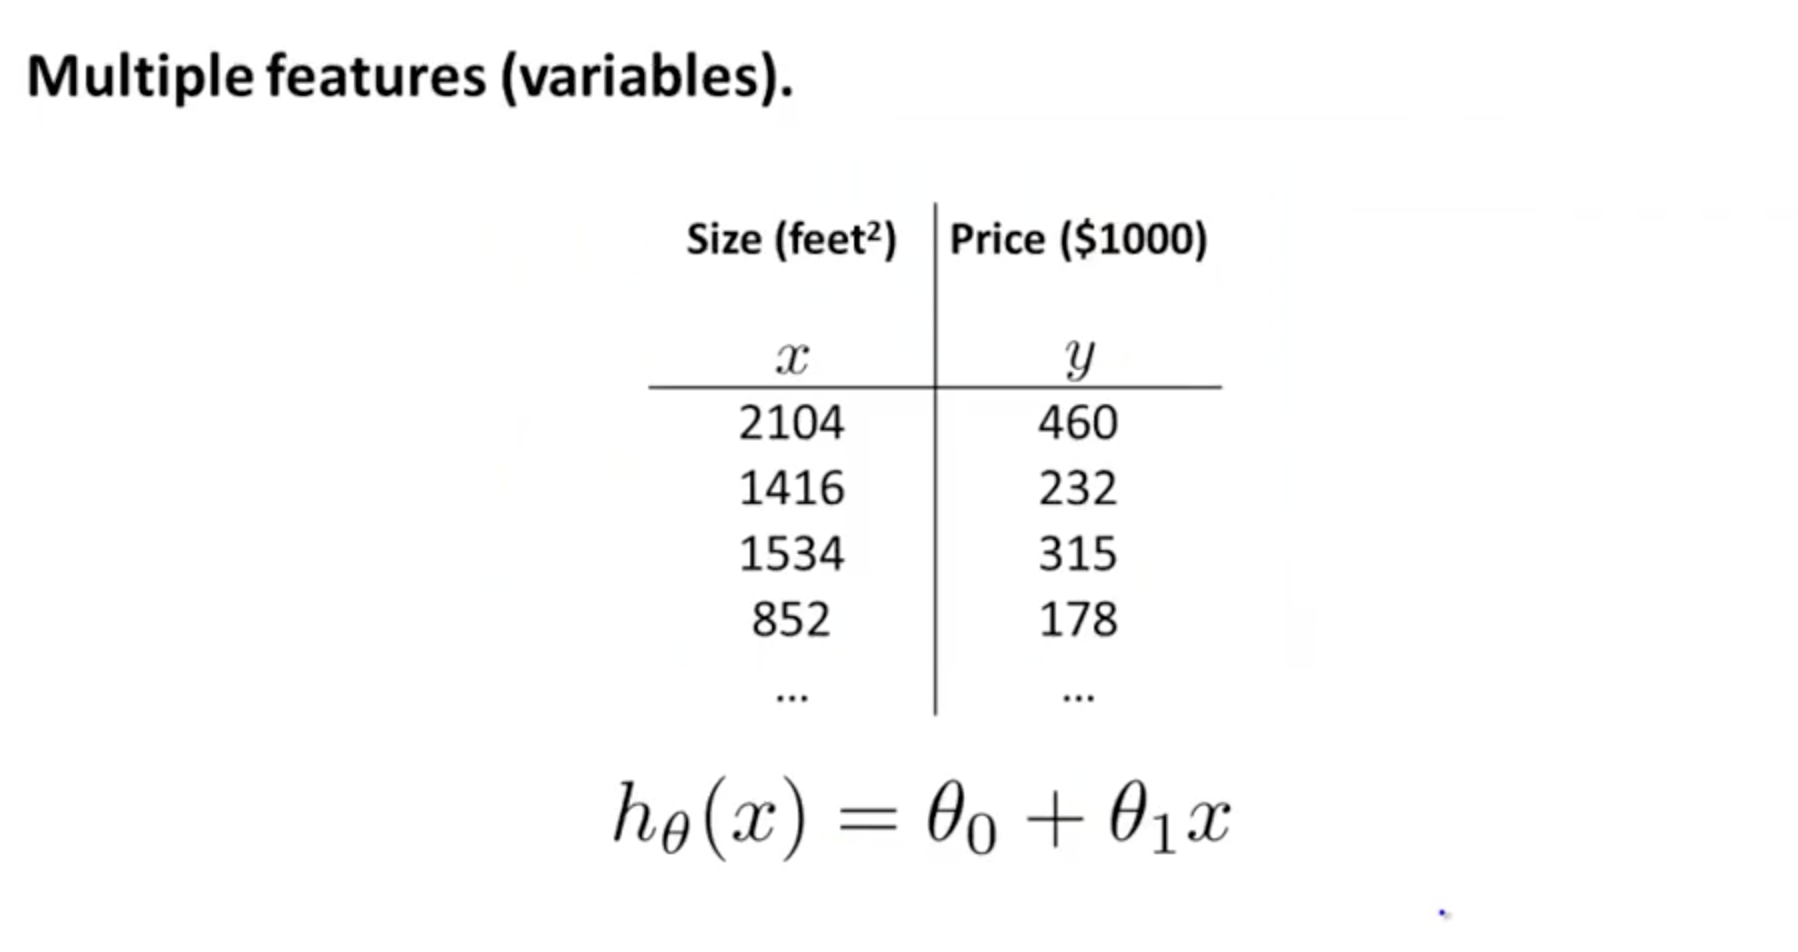 Multiple features (variables).
Size (feet²) Price ($1000)
x y
2104 460
1416 232
1534 315
852 178
... ...
hθ(x) = θ0 + θ1x